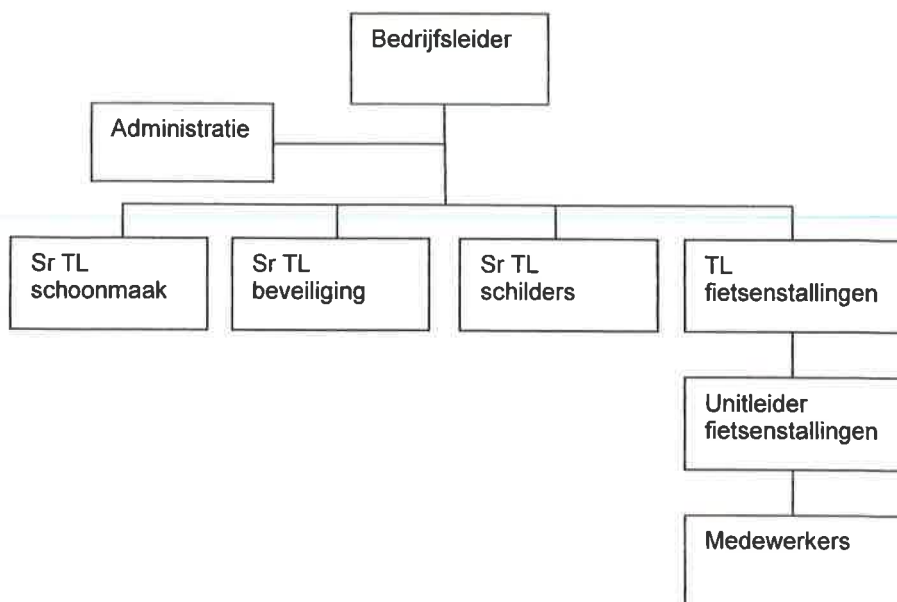 Bedrijfsleider
Administratie
Sr TL
schoonmaak
Sr TL
beveiliging
Sr TL
schilders
TL
fietsenstallingen
Unitleider
fietsenstallingen
Medewerkers